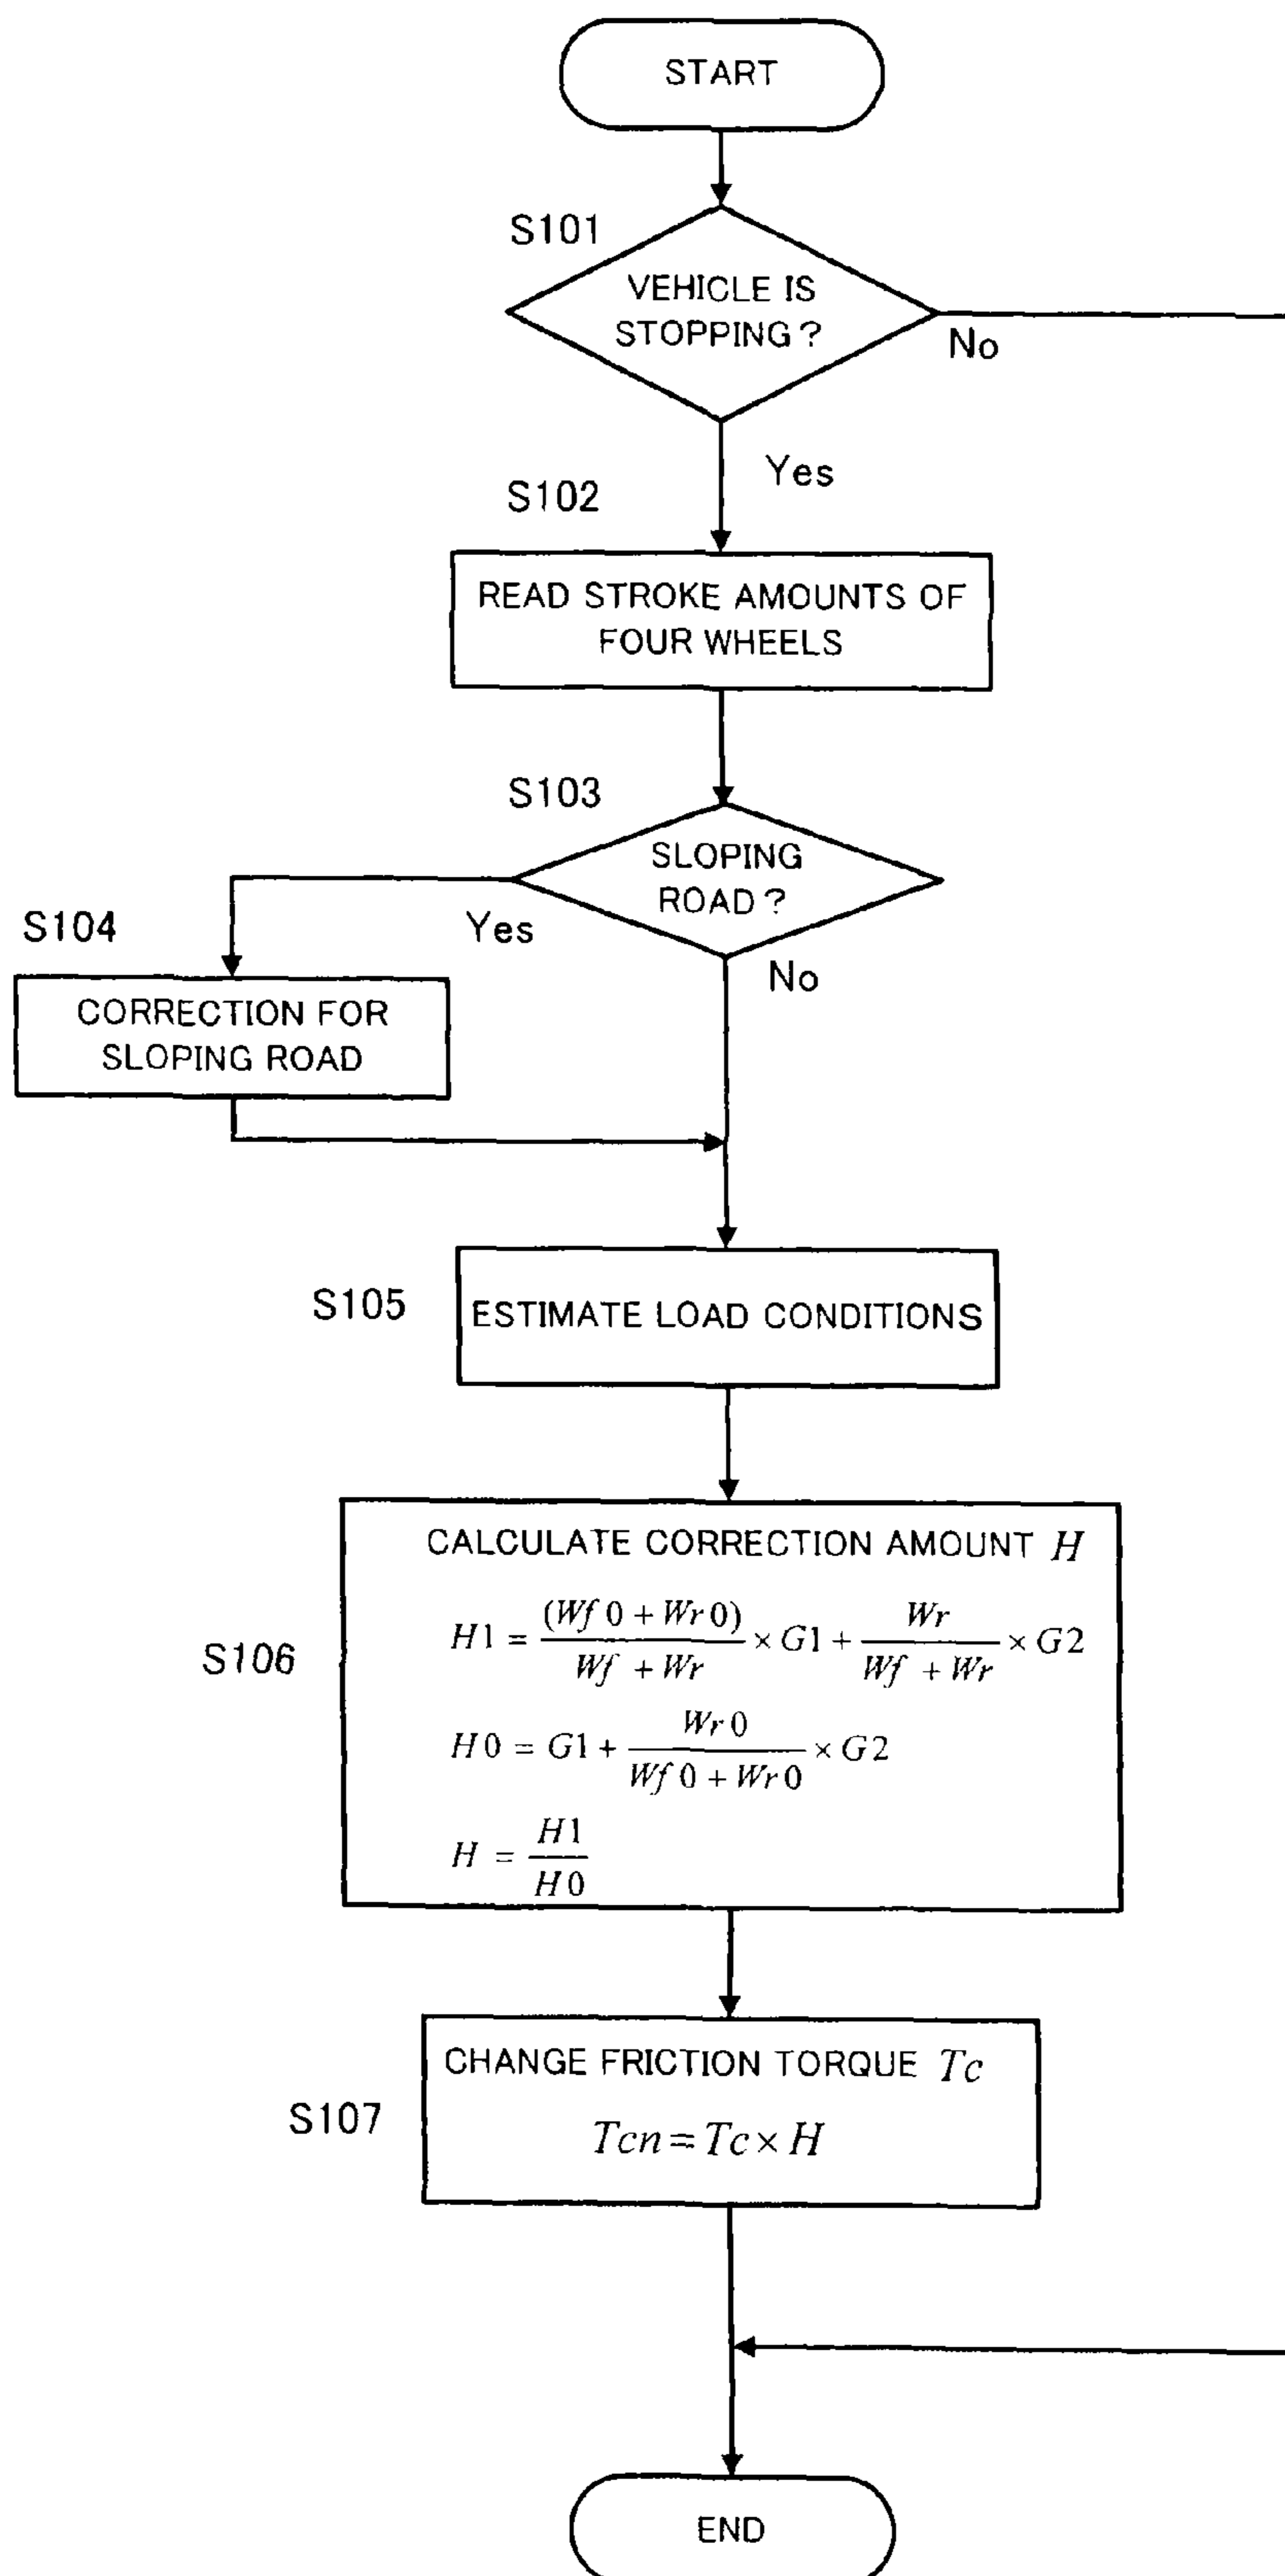 START
S101
VEHICLE IS
STOPPING?
No
Yes
S102
READ STROKE AMOUNTS OF
FOUR WHEELS
S103
SLOPING
ROAD?
Yes
No
S104
CORRECTION FOR
SLOPING ROAD
S105
ESTIMATE LOAD CONDITIONS
S106
CALCULATE CORRECTION AMOUNT H
H1 = (Wf0 + Wr0) / Wf + Wr × G1 + Wr / Wf + Wr × G2
H0 = G1 + Wr0 / Wf0 + Wr0 × G2
H = H1 / H0
S107
CHANGE FRICTION TORQUE Tc
Tcn = Tc × H
END